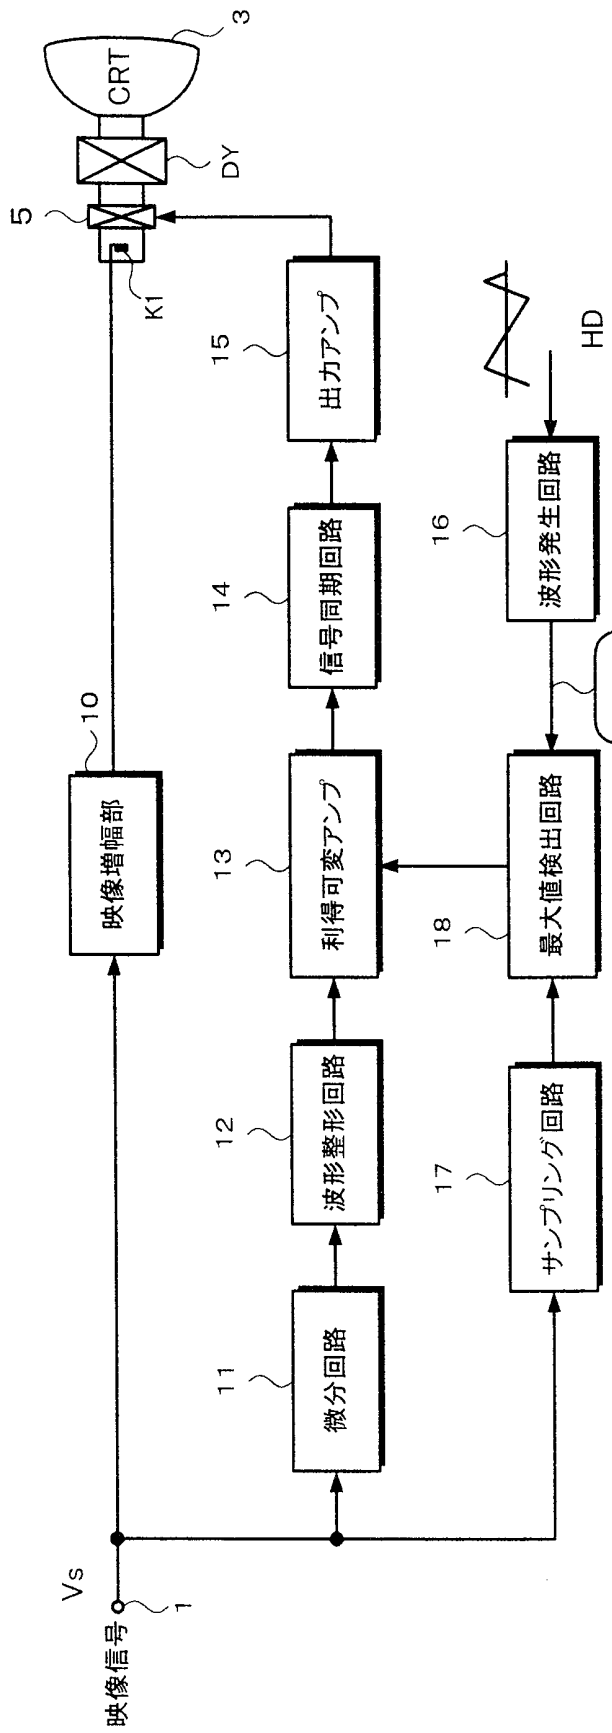 3
CRT
DY
5
K1
10
映像増幅部
Vs
映像信号
1
11
微分回路
12
波形整形回路
13
利得可変アンプ
14
信号同期回路
15
出力アンプ
HD
16
波形発生回路
17
サンプリング回路
18
最大値検出回路